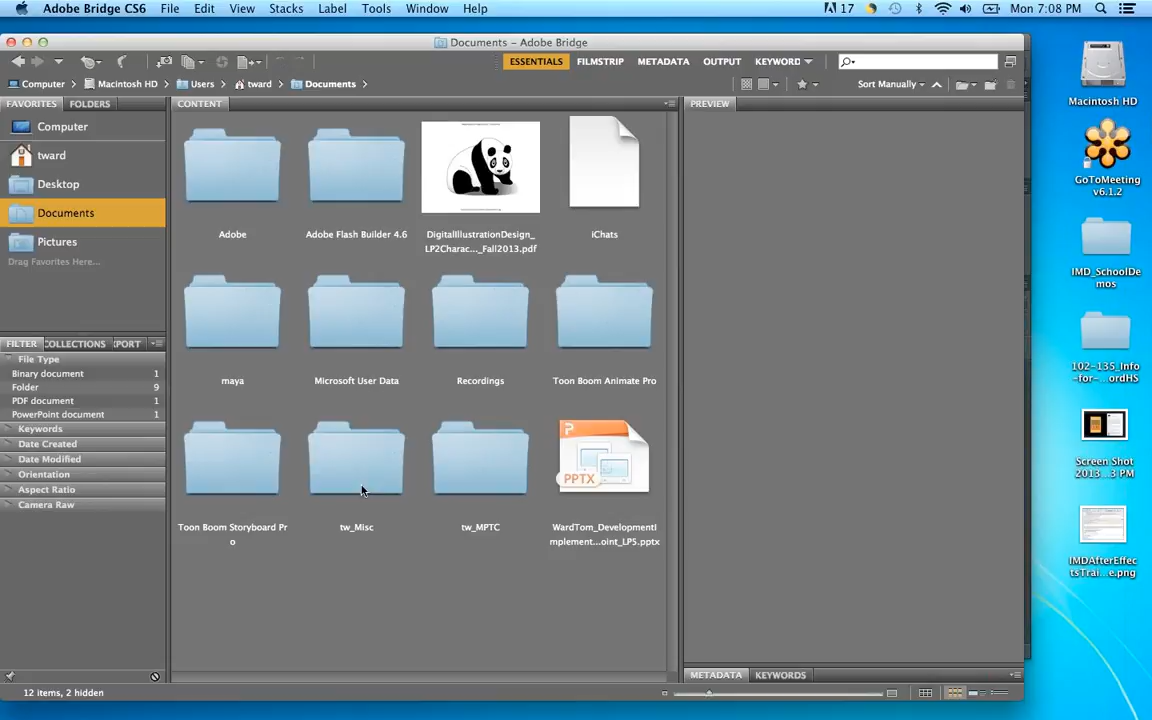 Adobe Bridge CS6 File Edit View Stacks Label Tools Window Help 17 Mon 7:08 PM
Documents – Adobe Bridge
ESSENTIALS FILMSTRIP METADATA OUTPUT KEYWORD
Computer Macintosh HD Users tward Documents Sort Manually
FAVORITES FOLDERS CONTENT PREVIEW
Computer
tward
Desktop
Documents
Pictures
Drag Favorites Here...
FILTER COLLECTIONS PORT
File Type
Binary document 1
Folder 9
PDF document 1
PowerPoint document 1
Keywords
Date Created
Date Modified
Orientation
Aspect Ratio
Camera Raw
Adobe
Adobe Flash Builder 4.6
DigitalIllustrationDesign_
LP2Charac..._Fall2013.pdf
iChats
maya
Microsoft User Data
Recordings
Toon Boom Animate Pro
Toon Boom Storyboard Pr
o
tw_Misc
tw_MPTC
P
PPTX
WardTom_DevelopmentI
mplement...oint_LPS.pptx
METADATA KEYWORDS
12 items, 2 hidden
Macintosh HD
GoToMeeting
v6.1.2
IMD_SchoolDe
mos
102-135_Info
-for-...ordHS
Screen Shot
2013...3 PM
IMDAfterEffe
ctsTrai...e.png